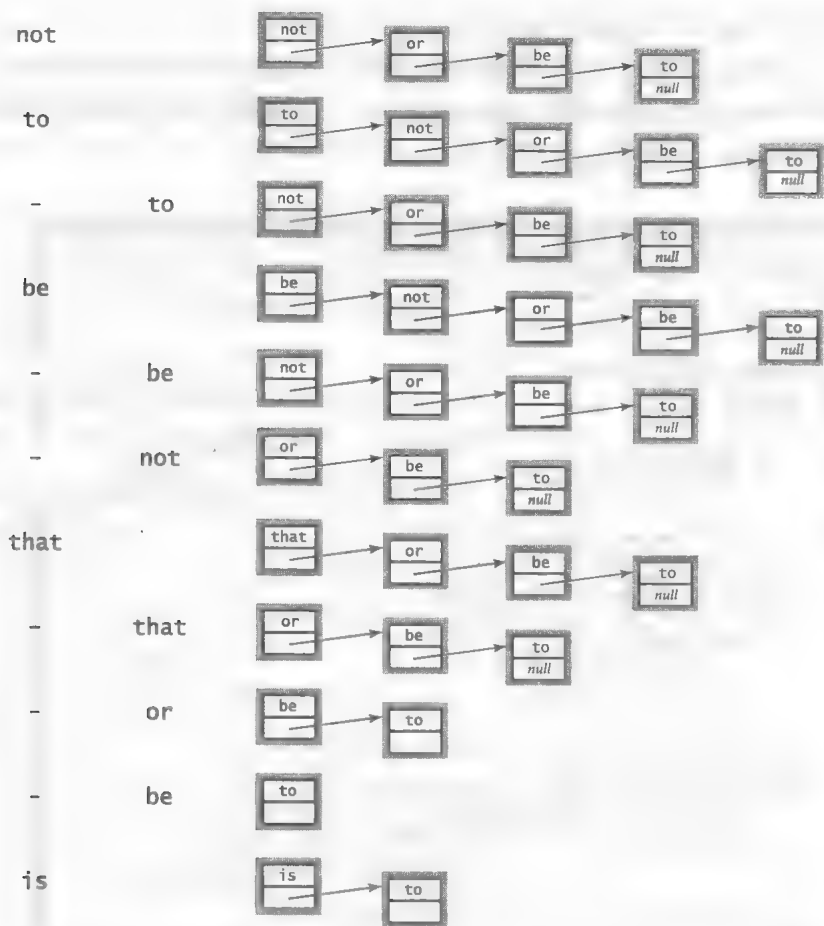 not not or be to
null
to to not or be to
null
- to not or be to
null
be be not or be to
null
- be not or be to
null
- not or be to
null
that that or be to
null
- that or be to
null
- or be to
- be to
is is to